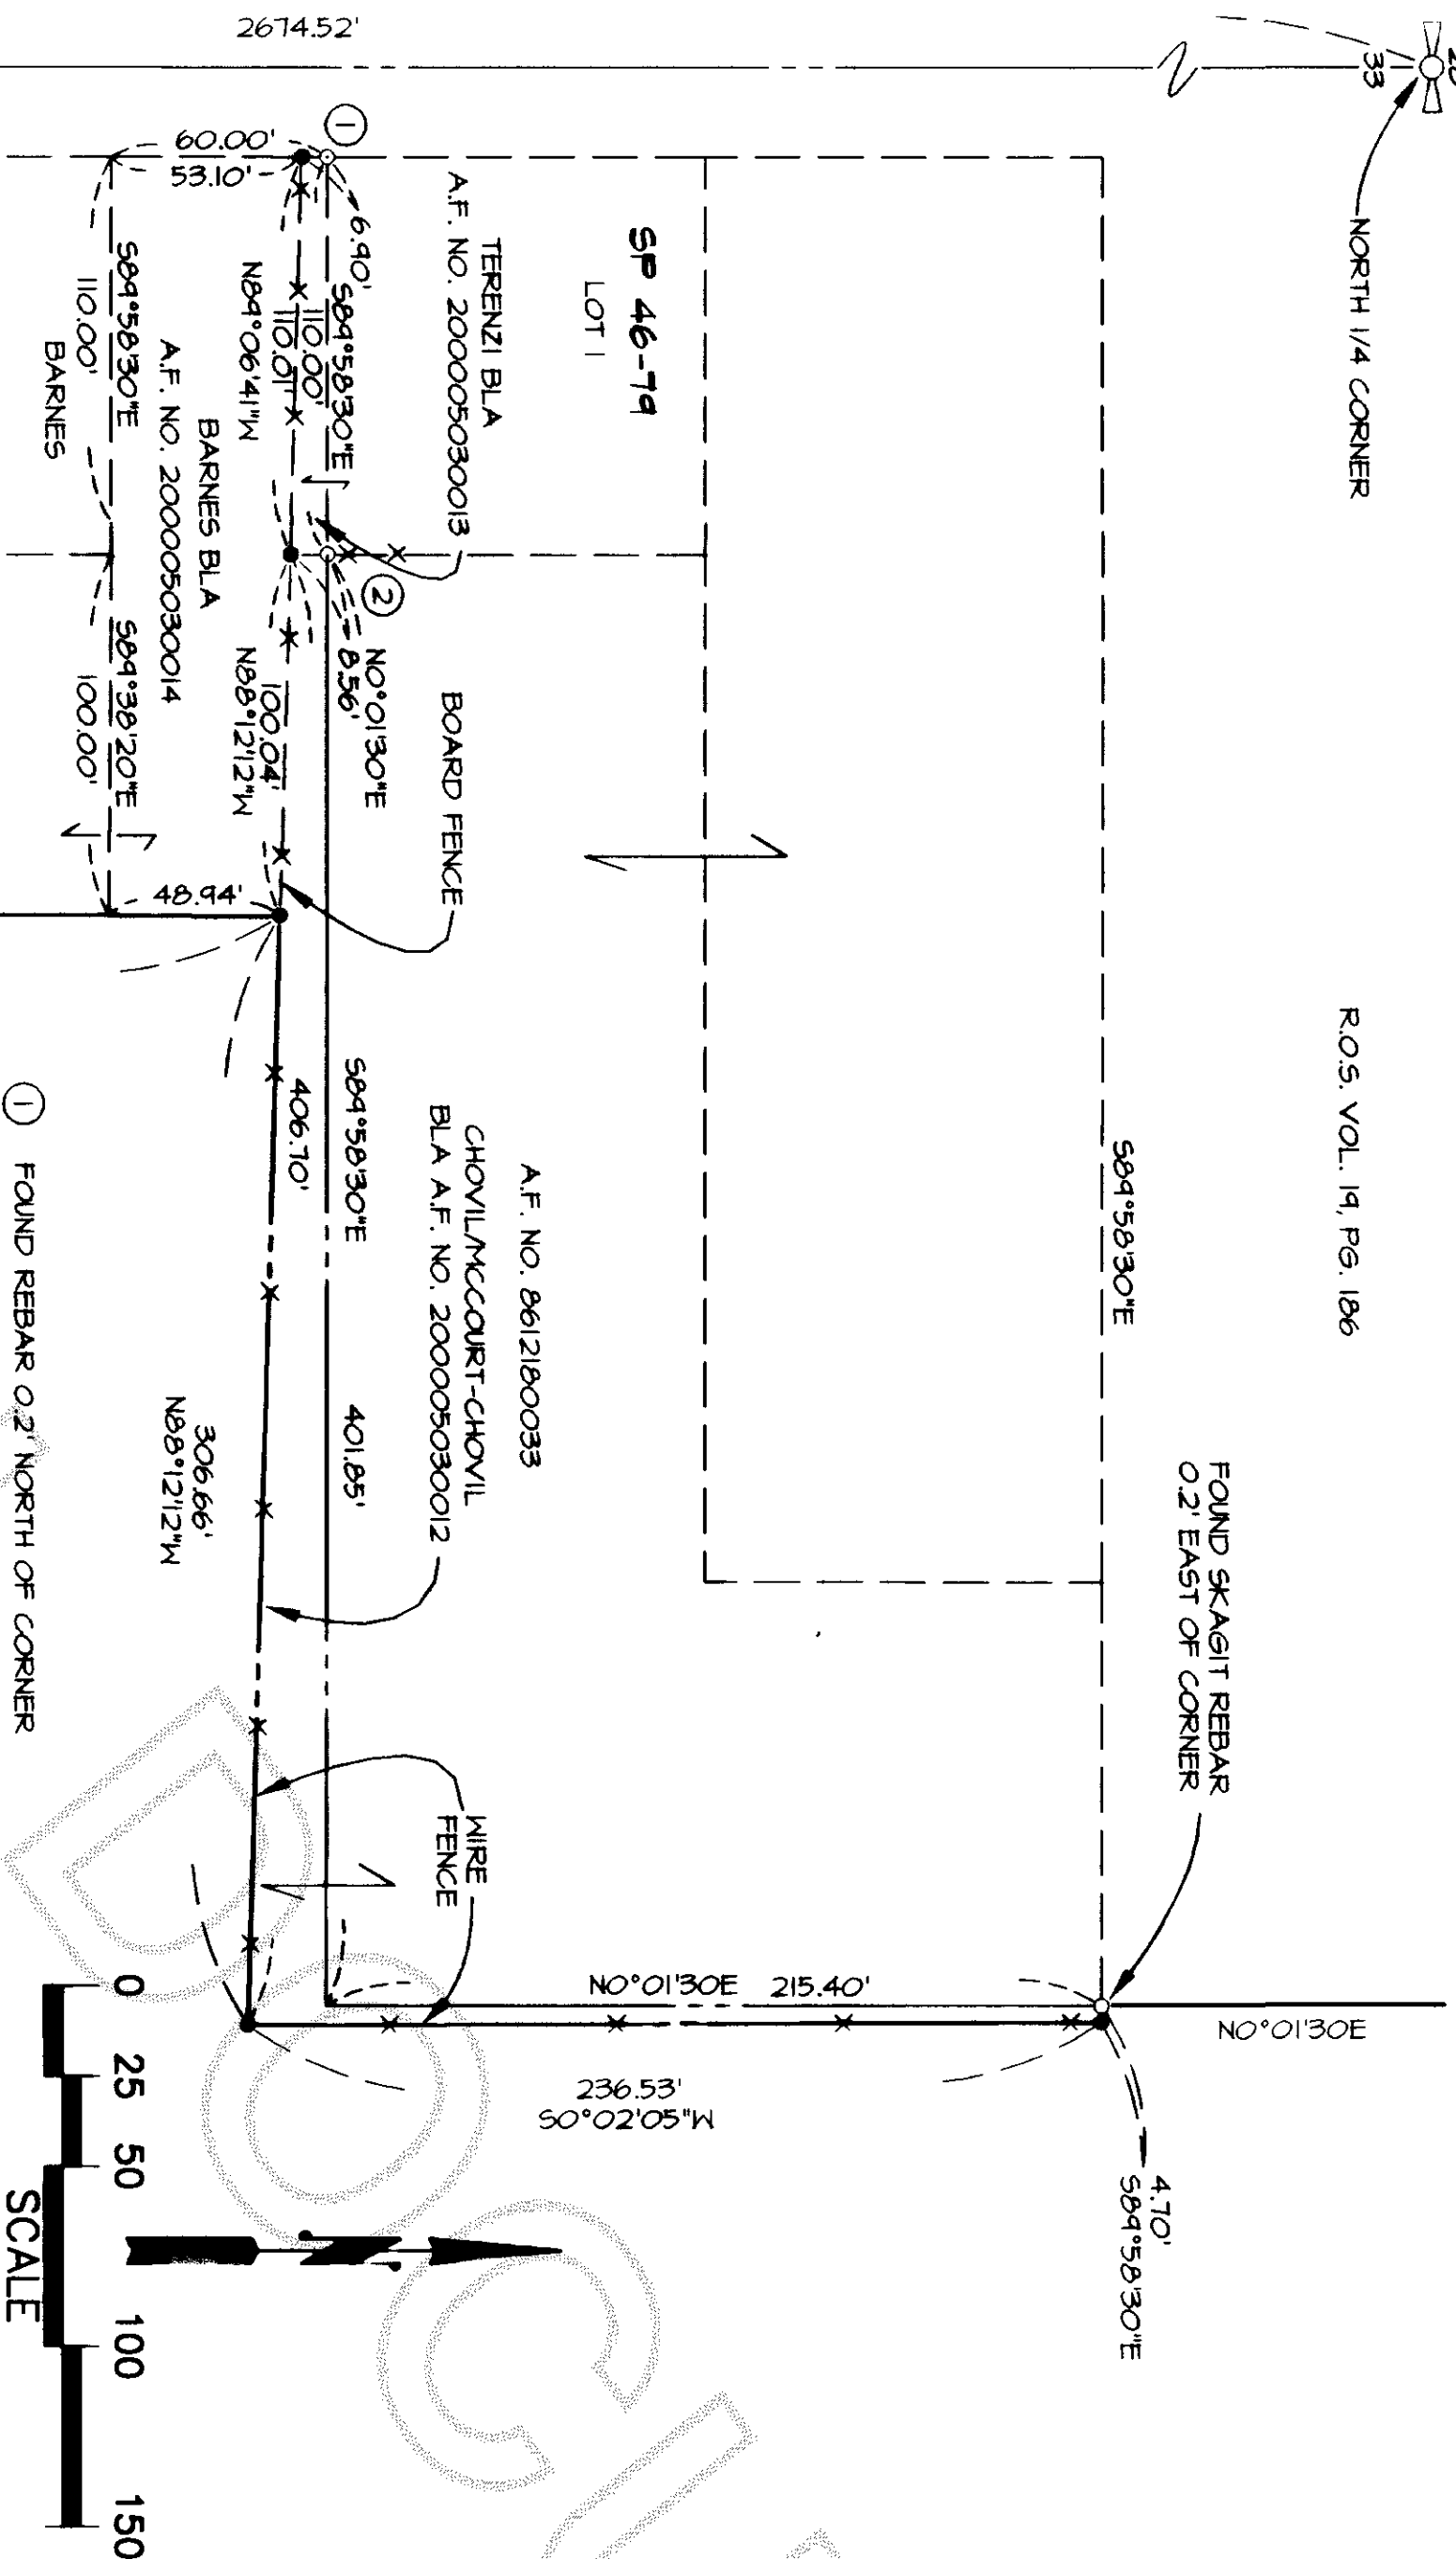 28
33
NORTH 1/4 CORNER
R.O.S. VOL. 19, PG. 186
S89°58'30"E
FOUND SKAGIT REBAR
0.2' EAST OF CORNER
N0°01'30E
4.70'
S89°58'30"E
2674.52'
SP 46-79
LOT 1
TERENZI BLA
A.F. NO. 200005030013
A.F. NO. 8612180033
CHOVIL/MCCOURT-CHOVIL
BLA A.F. NO. 200005030012
BOARD FENCE
WIRE
FENCE
N0°01'30E 215.40'
236.53'
S0°02'05"W
1
60.00'
53.10'
6.90'
S89°58'30"E
110.00'
110.01'
N89°06'41"W
2
N0°01'30"E
8.56'
100.04'
N88°12'12"W
S89°58'30"E
401.85'
406.70'
306.66'
N88°12'12"W
BARNES BLA
A.F. NO. 200005030014
S89°58'30"E
110.00'
S89°38'20"E
100.00'
48.94'
BARNES
1 FOUND REBAR 0.2' NORTH OF CORNER
0 25 50 100 150
SCALE